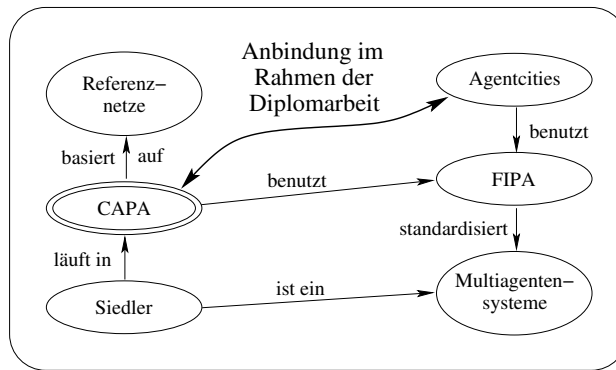 Anbindung im
Rahmen der
Diplomarbeit
Referenz−
netze
Agentcities
basiert auf
benutzt
CAPA
benutzt
FIPA
läuft in
standardisiert
Siedler
ist ein
Multiagenten−
systeme